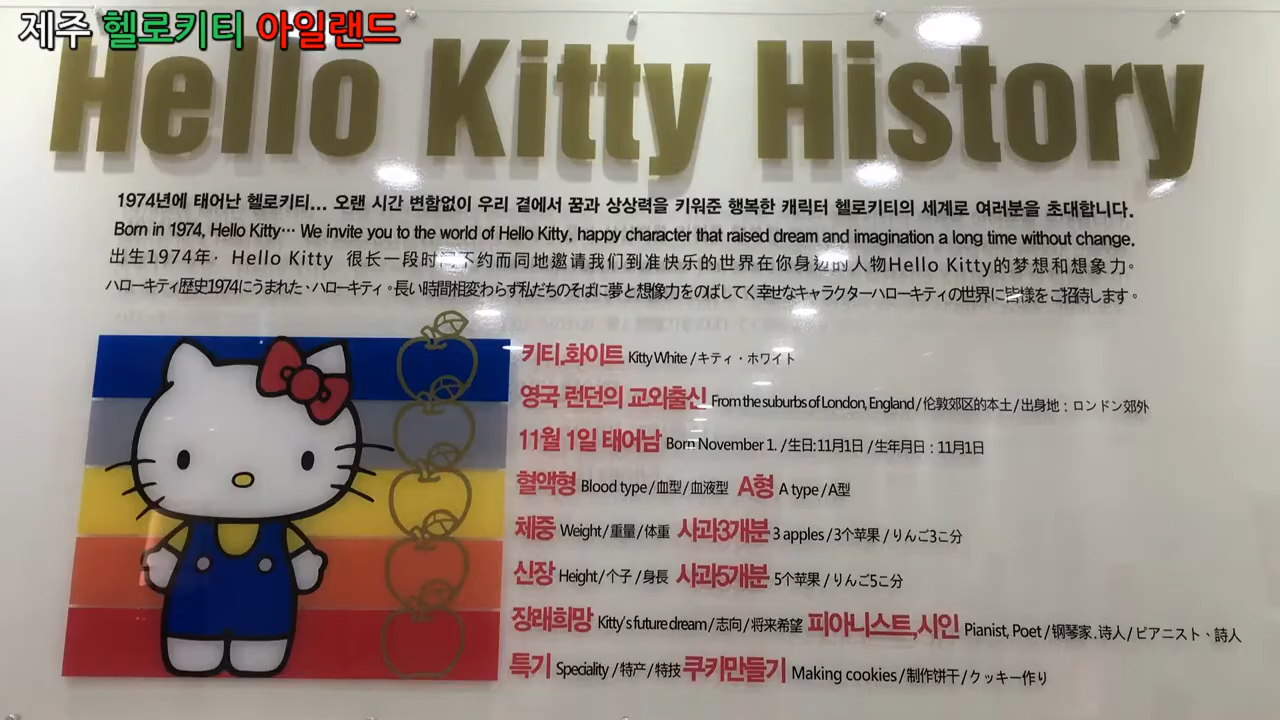 제주 헬로키티 아일랜드
Hello Kitty History
1974년에 태어난 헬로키티... 오랜 시간 변함없이 우리 곁에서 꿈과 상상력을 키워준 행복한 캐릭터 헬로키티의 세계로 여러분을 초대합니다.
Born in 1974, Hello Kitty··· We invite you to the world of Hello Kitty, happy character that raised dream and imagination a long time without change.
出生1974年· Hello Kitty 很长一段时间不约而同地邀请我们到准快乐的世界在你身边的人物Hello Kitty的梦想和想象力。
ハローキティ歴史1974にうまれた、ハローキティ。長い時間相変わらず私だちのそばに夢と想像力をのばしてく幸せなキャラクターハローキティの世界に皆様をご招待します。
키티.화이트 Kitty White / キティ・ホワイト
영국 런던의 교외출신 From the suburbs of London, England / 伦敦郊区的本土 / 出身地：ロンドン郊外
11월 1일 태어남 Born November 1. / 生日:11月1日 / 生年月日：11月1日
혈액형 Blood type / 血型 / 血液型 A형 A type / A型
체중 Weight / 重量 / 体重 사과3개분 3 apples / 3个苹果 / りんご3こ分
신장 Height / 个子 / 身長 사과5개분 5个苹果 / りんご5こ分
장래희망 Kitty's future dream / 志向 / 将来希望 피아니스트,시인 Pianist, Poet / 钢琴家.诗人 / ピアニスト、詩人
특기 Speciality / 特产 / 特技 쿠키만들기 Making cookies / 制作饼干 / クッキー作り